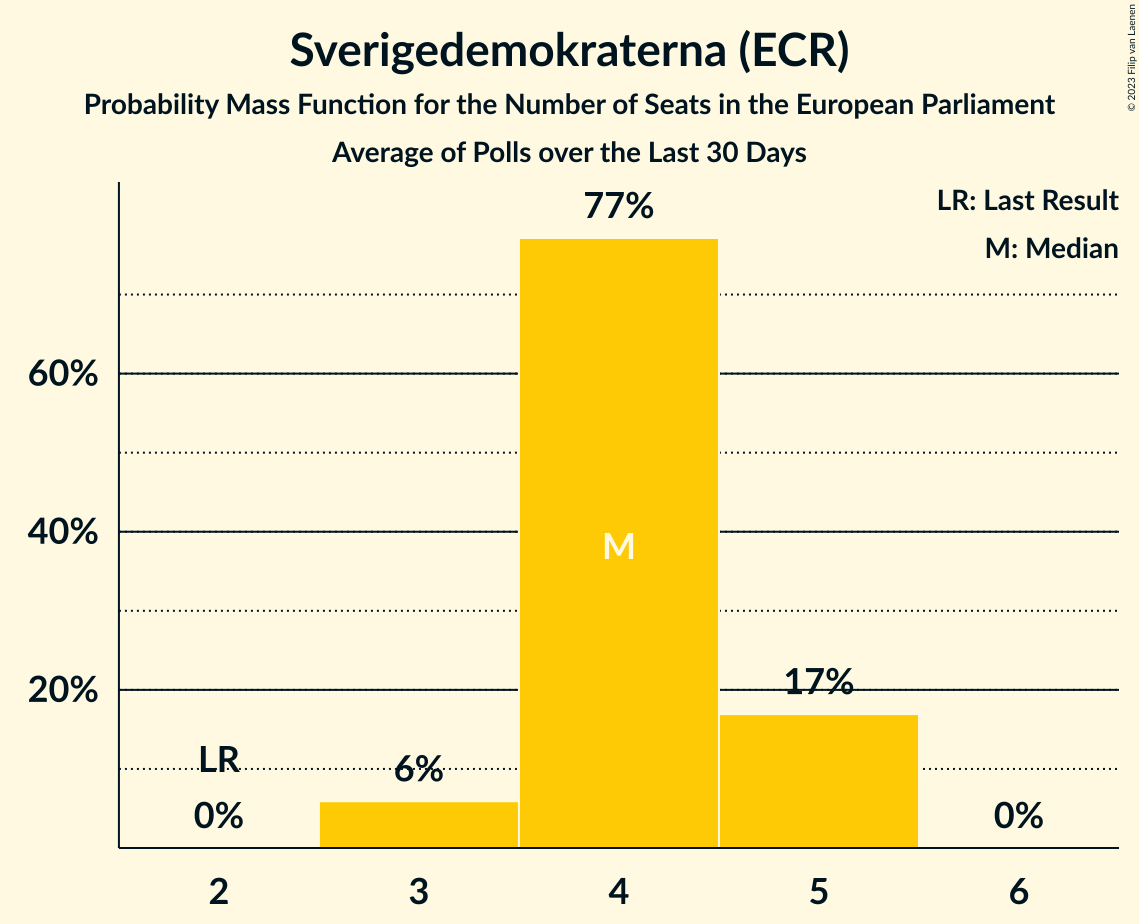 Sverigedemokraterna (ECR)
Probability Mass Function for the Number of Seats in the European Parliament
Average of Polls over the Last 30 Days
© 2023 Filip van Laenen
LR: Last Result
M: Median
77%
60%
40%
20%
M
17%
LR
6%
0%
0%
2 3 4 5 6